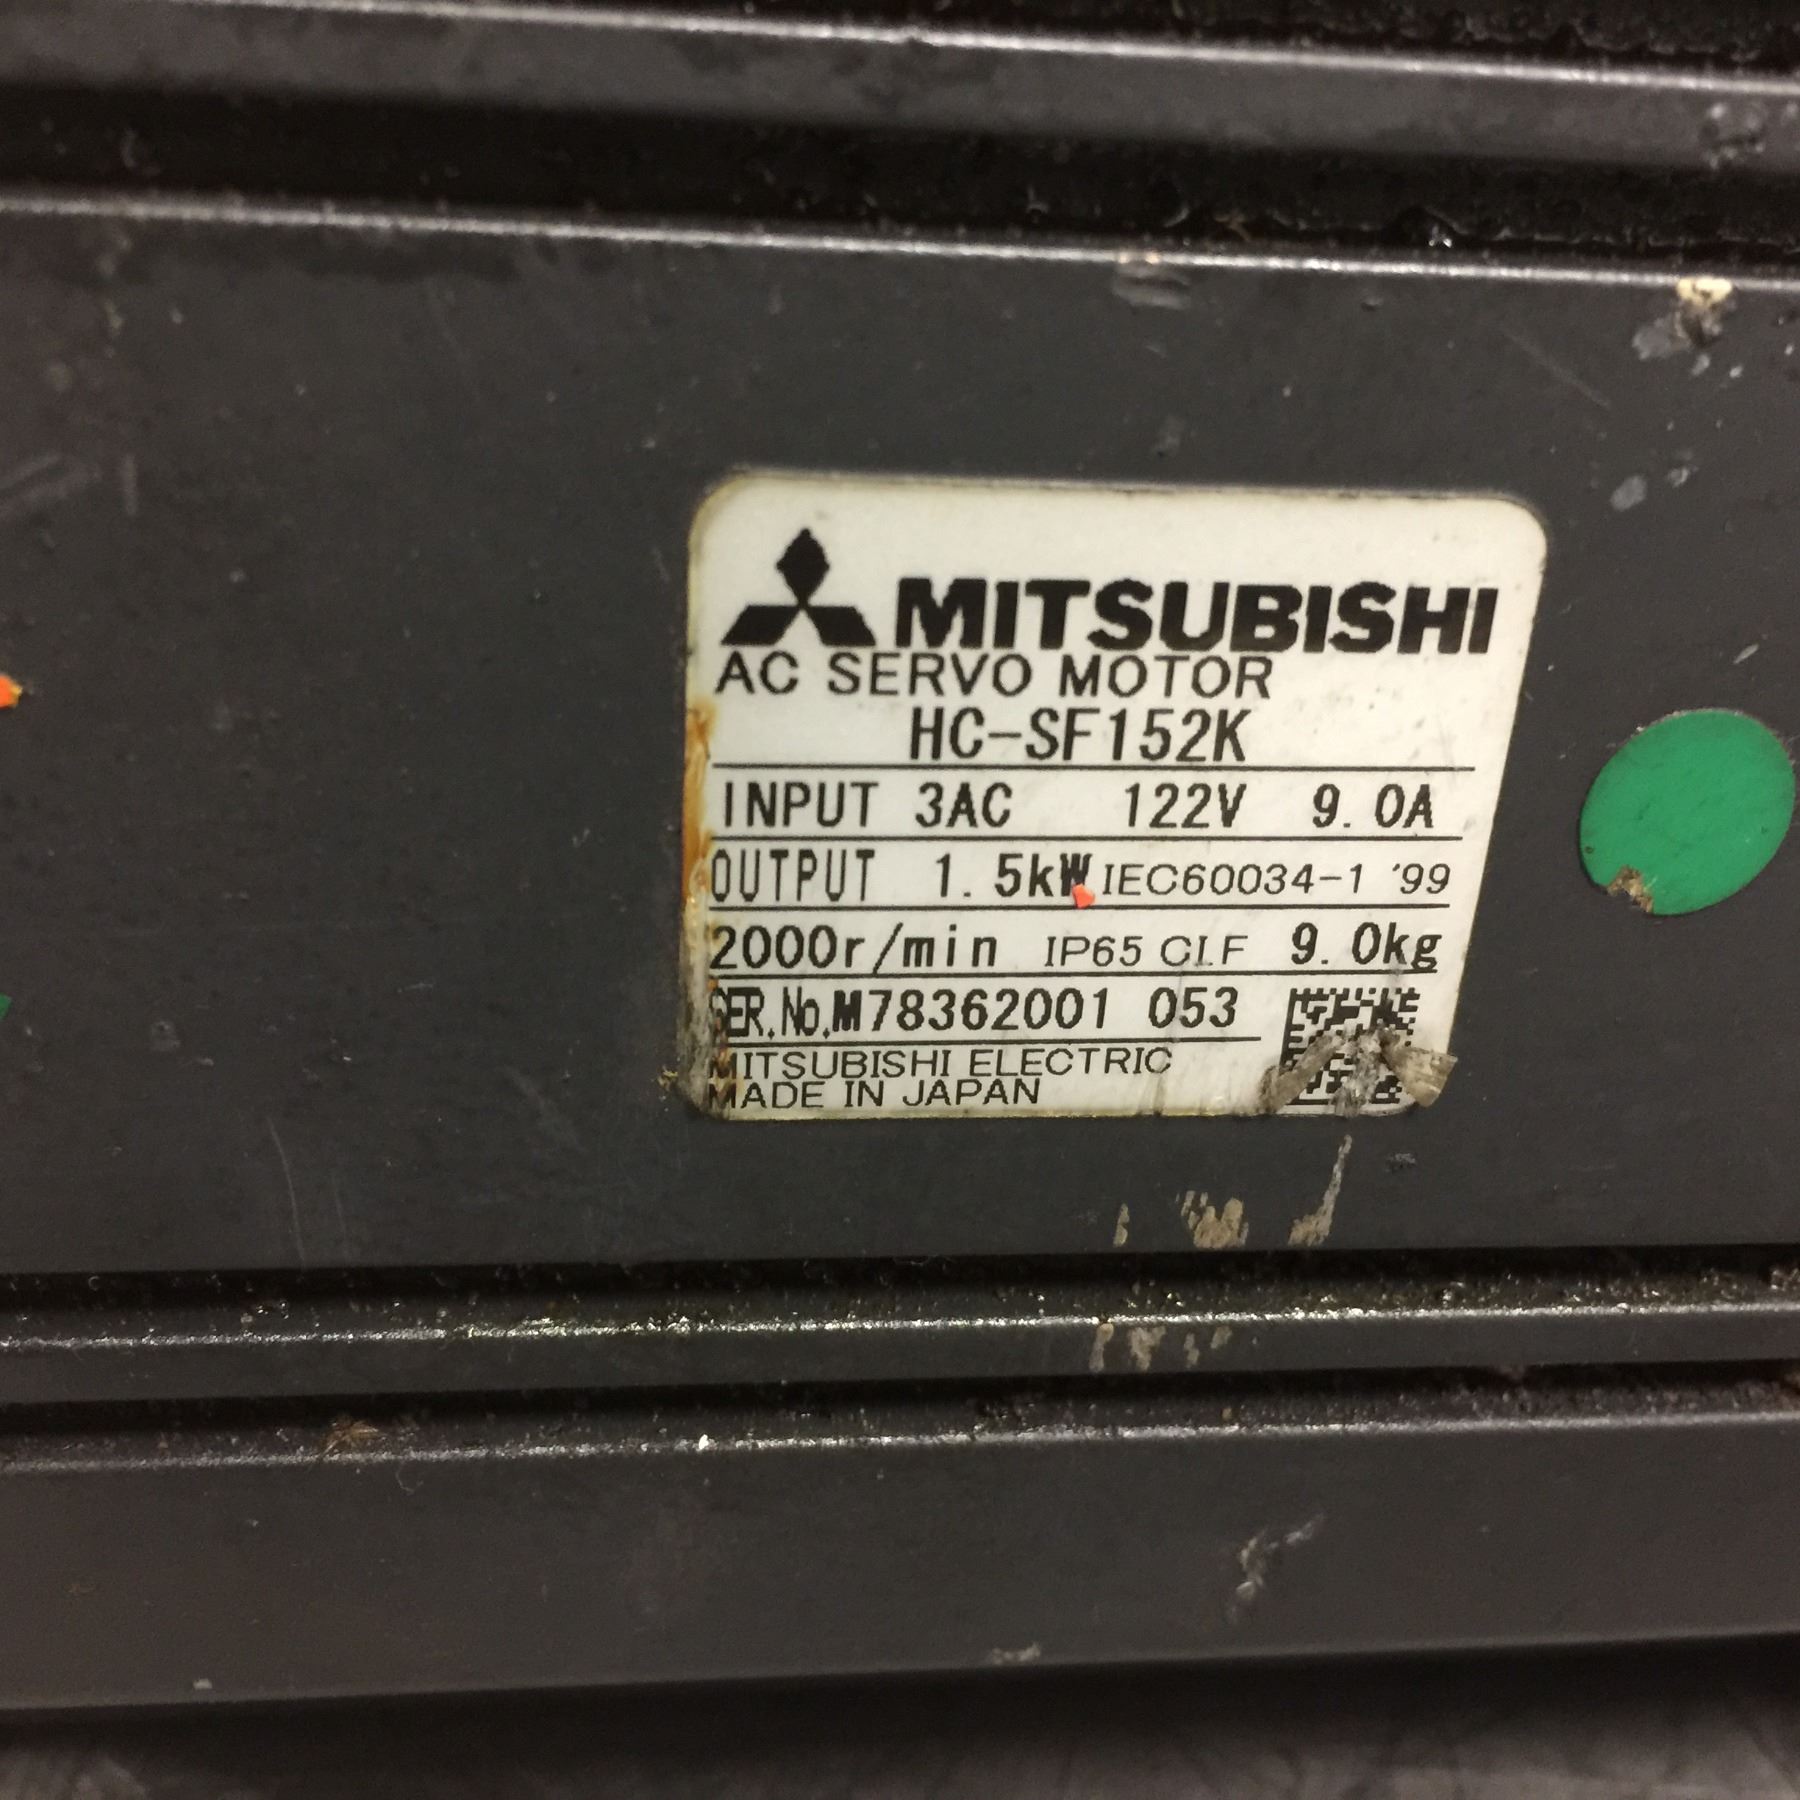 MITSUBISHI
AC SERVO MOTOR
HC-SF152K
INPUT 3AC 122V 9.0A
OUTPUT 1.5kW IEC60034-1 '99
2000r/min IP65 CI.F 9.0kg
SER.No.M78362001 053
MITSUBISHI ELECTRIC
MADE IN JAPAN